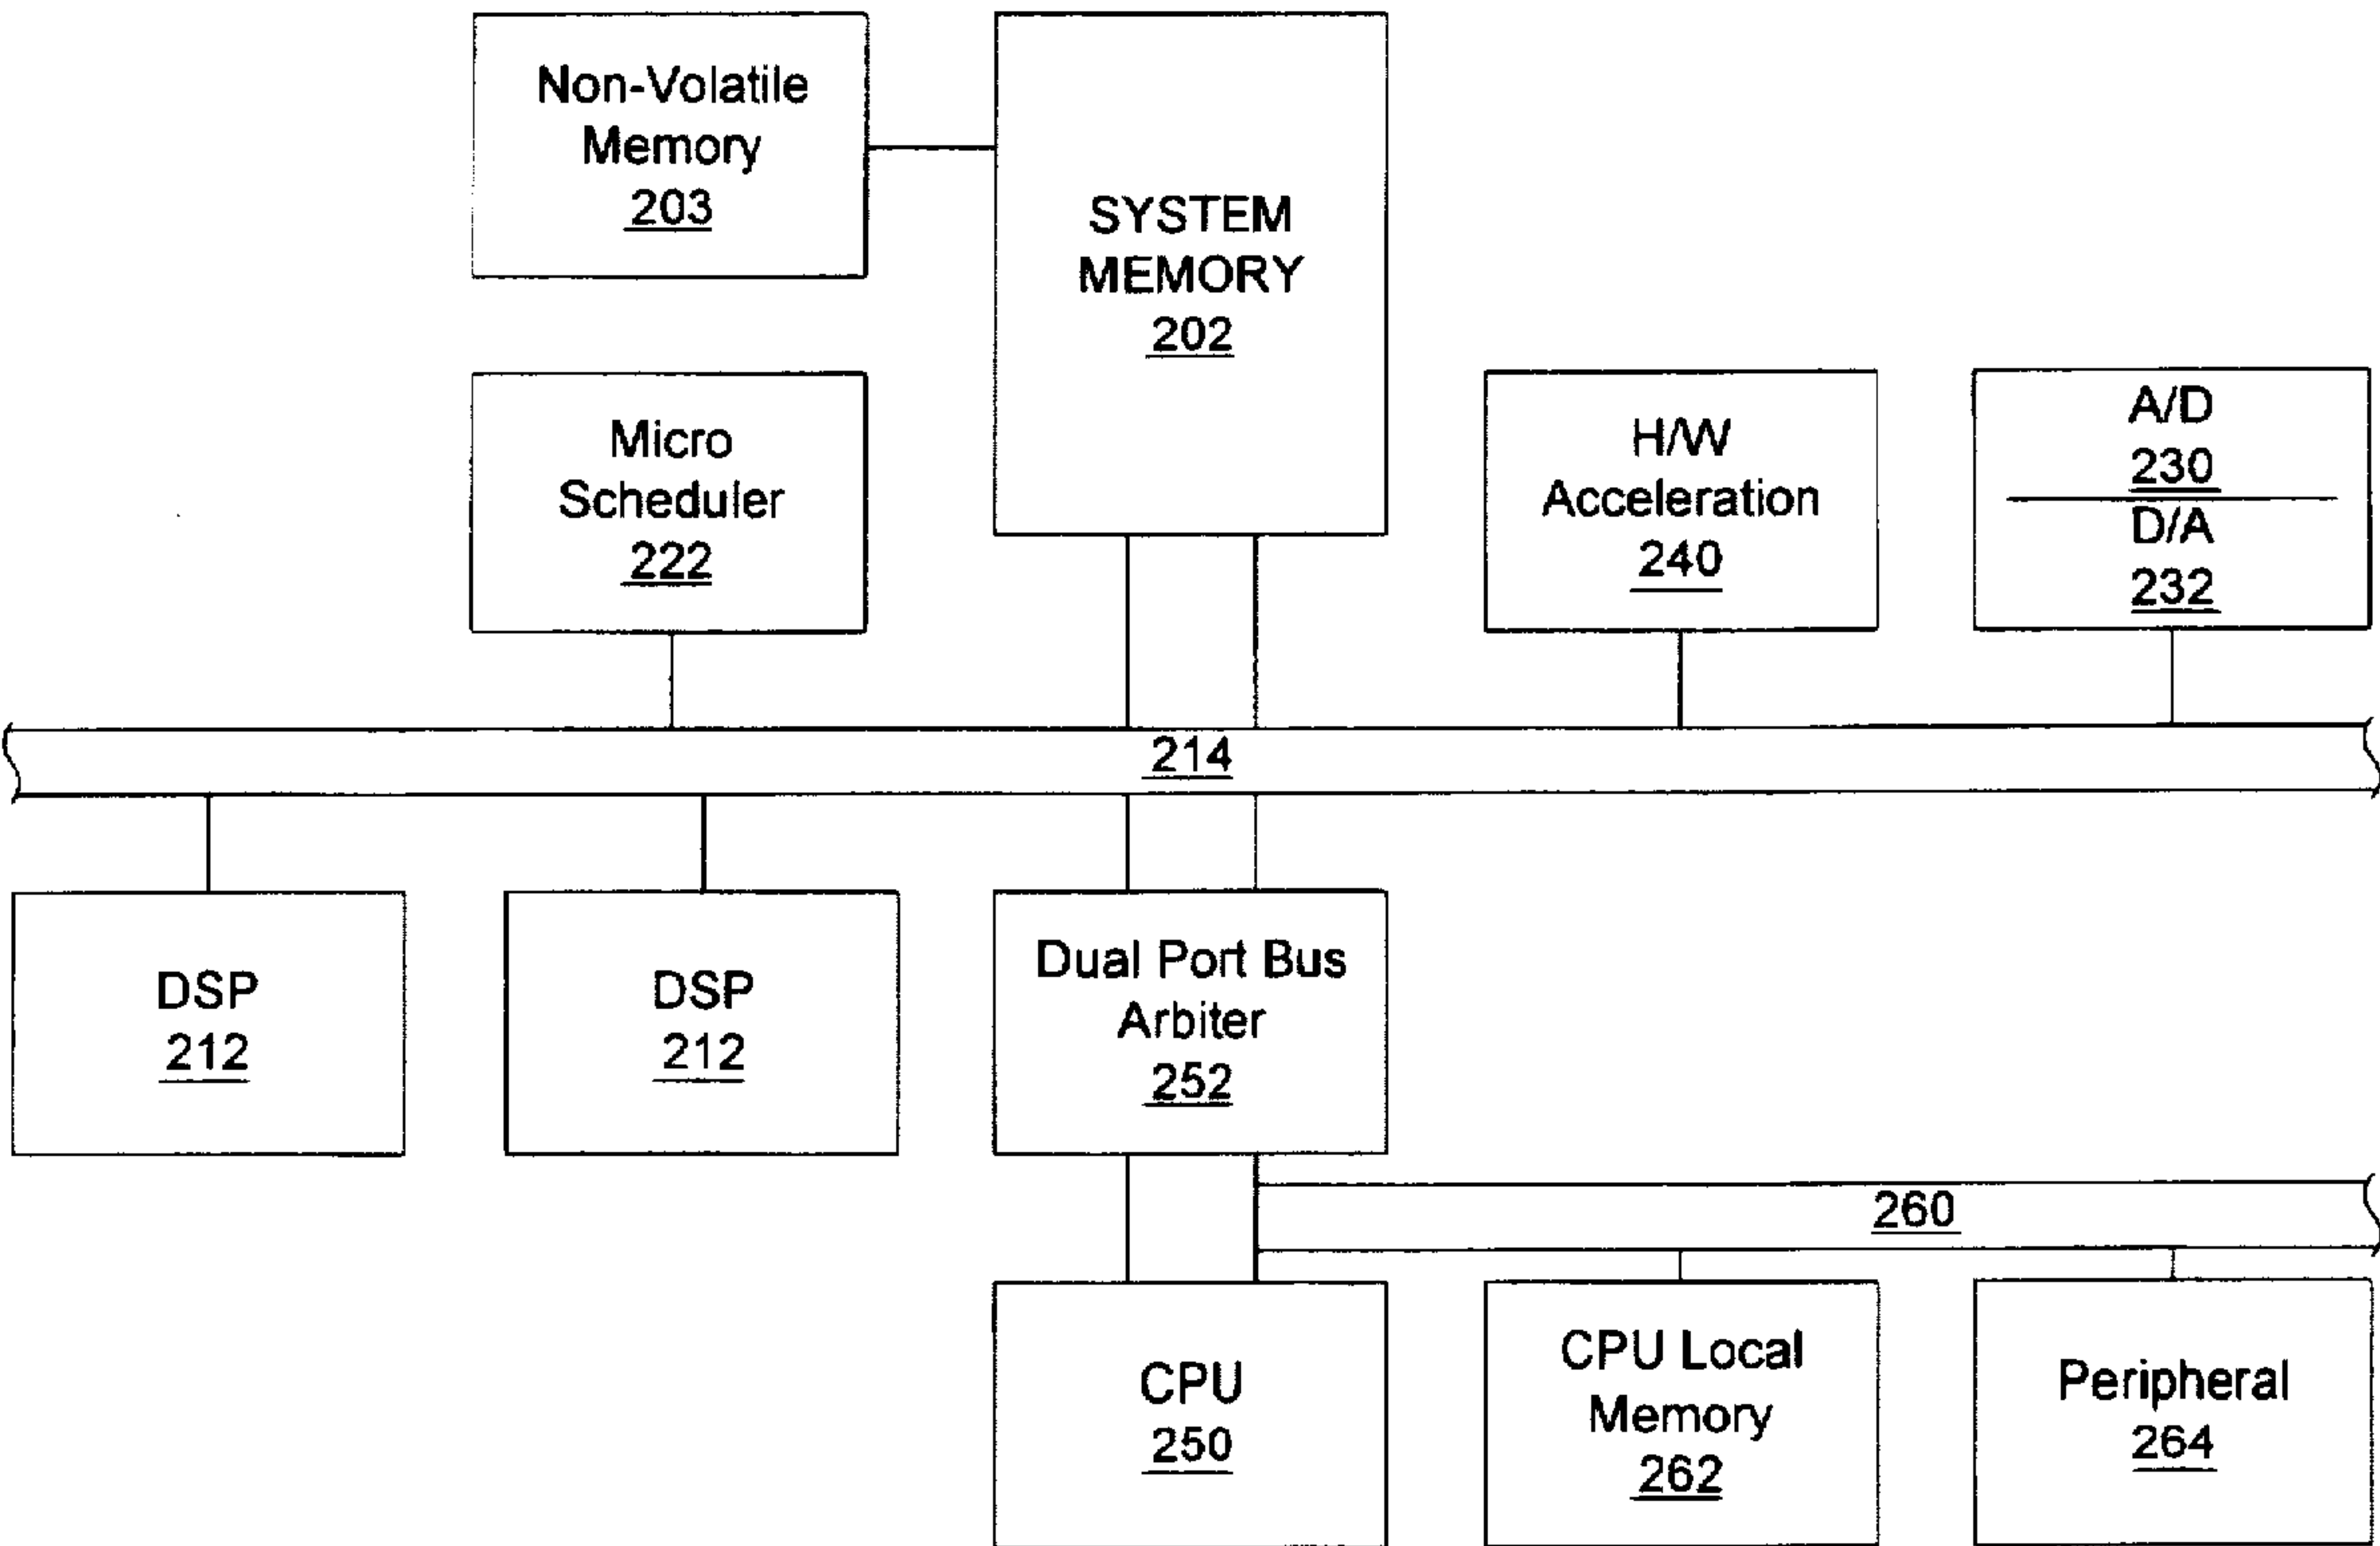 Non-Volatile
Memory
203
SYSTEM
MEMORY
202
Micro
Scheduler
222
H/W
Acceleration
240
A/D
230
D/A
232
214
DSP
212
DSP
212
Dual Port Bus
Arbiter
252
260
CPU
250
CPU Local
Memory
262
Peripheral
264